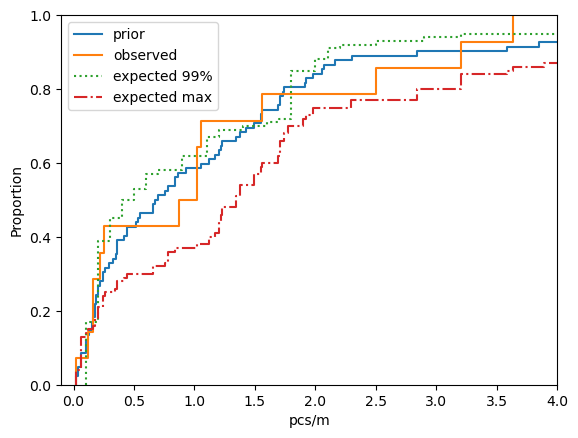 prior
observed
expected 99%
expected max
1.0
0.8
0.6
0.4
0.2
0.0
Proportion
0.0 0.5 1.0 1.5 2.0 2.5 3.0 3.5 4.0
pcs/m